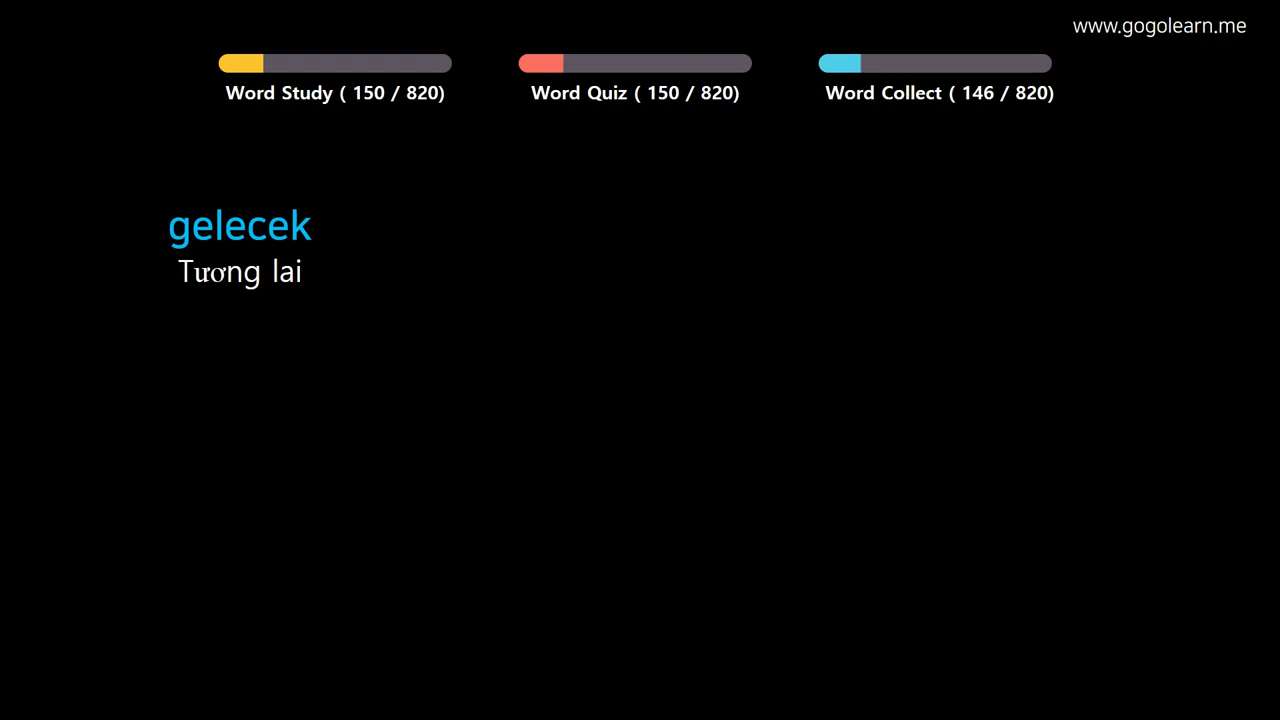 www.gogolearn.me
Word Study ( 150 / 820)
Word Quiz ( 150 / 820)
Word Collect ( 146 / 820)
gelecek
Tương lai